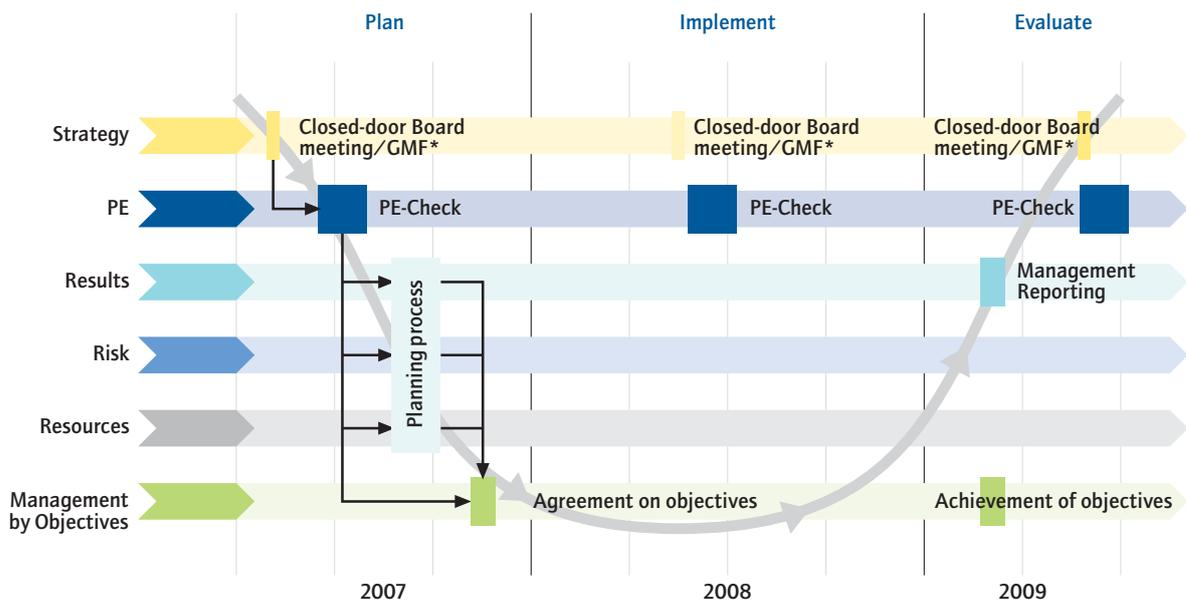 Plan
Implement
Evaluate
Strategy
Closed-door Board
meeting/GMF*
Closed-door Board
meeting/GMF*
Closed-door Board
meeting/GMF*
PE
PE-Check
PE-Check
PE-Check
Results
Management
Reporting
Planning process
Risk
Resources
Management
by Objectives
Agreement on objectives
Achievement of objectives
2007
2008
2009